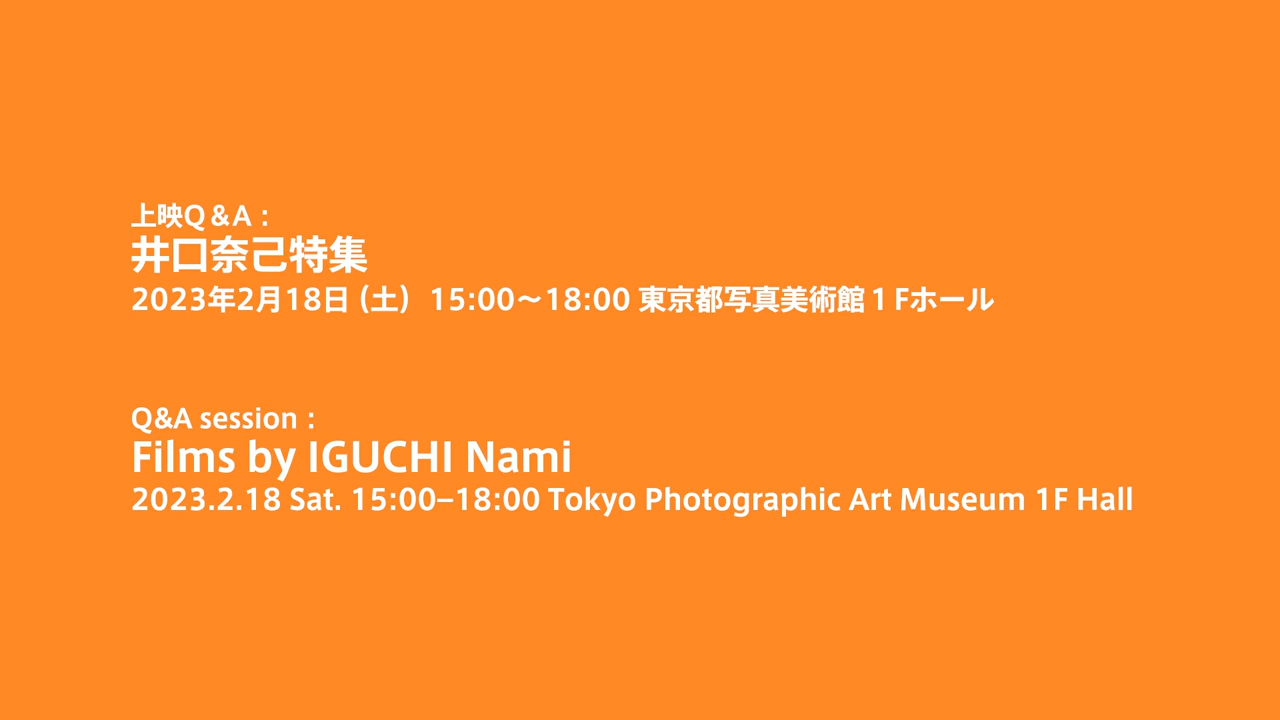 上映Q&A：
井口奈己特集
2023年2月18日（土） 15:00〜18:00 東京都写真美術館１Fホール
Q&A session：
Films by IGUCHI Nami
2023.2.18 Sat. 15:00–18:00 Tokyo Photographic Art Museum 1F Hall